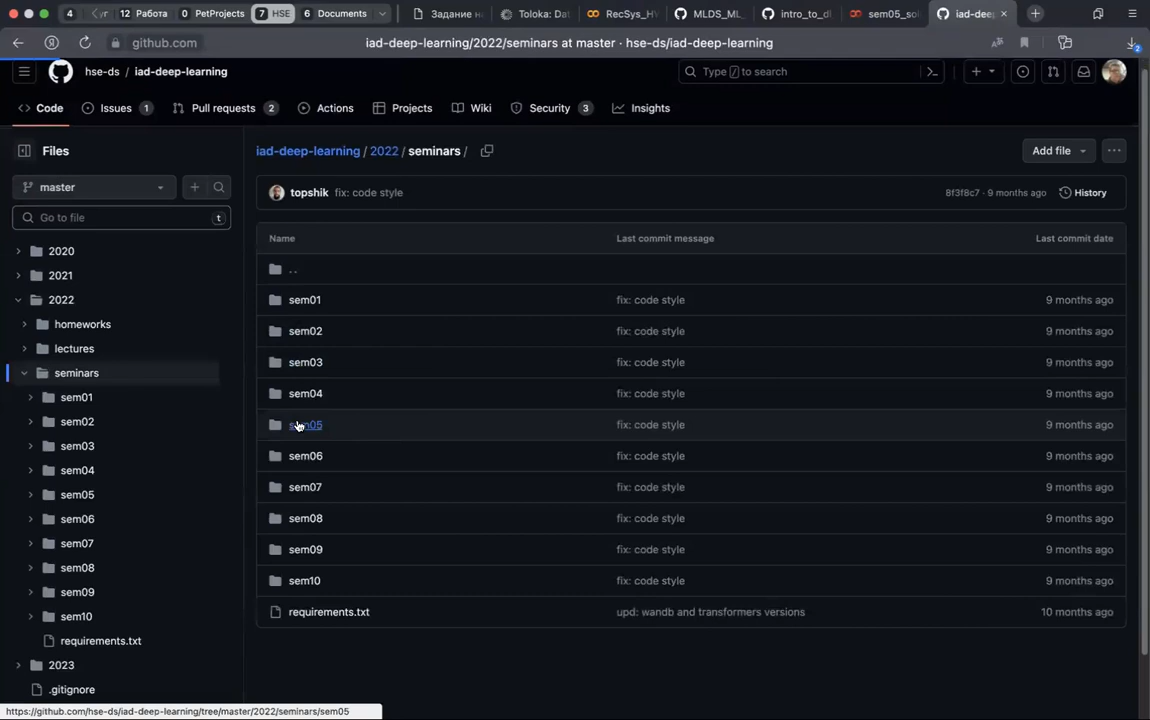 4
‹уг
12 Работа
0 PetProjects
7 HSE
6 Documents
Задание н
Toloka: Da
RecSys_H
MLDS_ML_
intro_to_dl
sem05_so
iad-dee
github.com
iad-deep-learning/2022/seminars at master · hse-ds/iad-deep-learning
2
hse-ds / iad-deep-learning
Type / to search
Code
Issues 1
Pull requests 2
Actions
Projects
Wiki
Security 3
Insights
Files
iad-deep-learning / 2022 / seminars /
Add file
master
topshik fix: code style
8f3f8c7 · 9 months ago
History
Go to file
t
Name
Last commit message
Last commit date
2020
2021
2022
homeworks
lectures
seminars
sem01
sem02
sem03
sem04
sem05
sem06
sem07
sem08
sem09
sem10
requirements.txt
2023
.gitignore
..
sem01 fix: code style 9 months ago
sem02 fix: code style 9 months ago
sem03 fix: code style 9 months ago
sem04 fix: code style 9 months ago
sem05 fix: code style 9 months ago
sem06 fix: code style 9 months ago
sem07 fix: code style 9 months ago
sem08 fix: code style 9 months ago
sem09 fix: code style 9 months ago
sem10 fix: code style 9 months ago
requirements.txt upd: wandb and transformers versions 10 months ago
https://github.com/hse-ds/iad-deep-learning/tree/master/2022/seminars/sem05